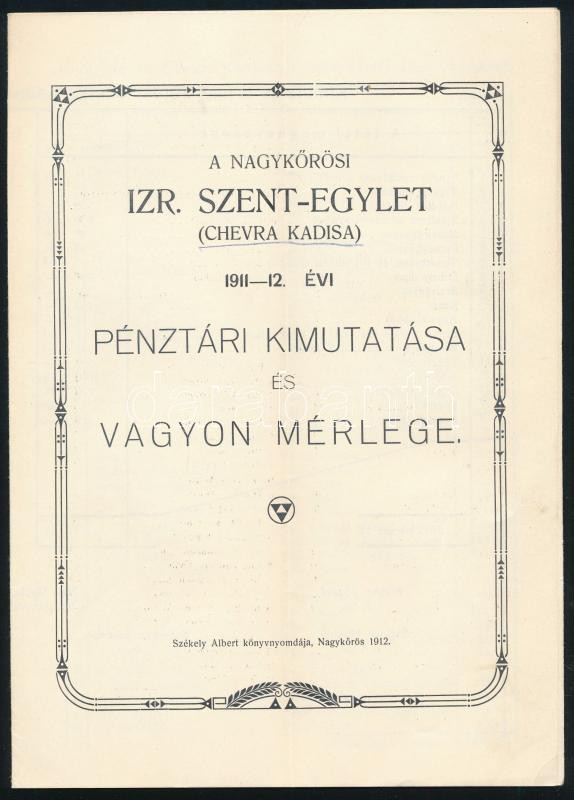 A NAGYKŐRÖSI
IZR. SZENT-EGYLET
(CHEVRA KADISA)
1911—12. ÉVI
PÉNZTÁRI KIMUTATÁSA
ÉS
darabanth
VAGYON MÉRLEGE.
Székely Albert könyvnyomdája, Nagykőrös 1912.